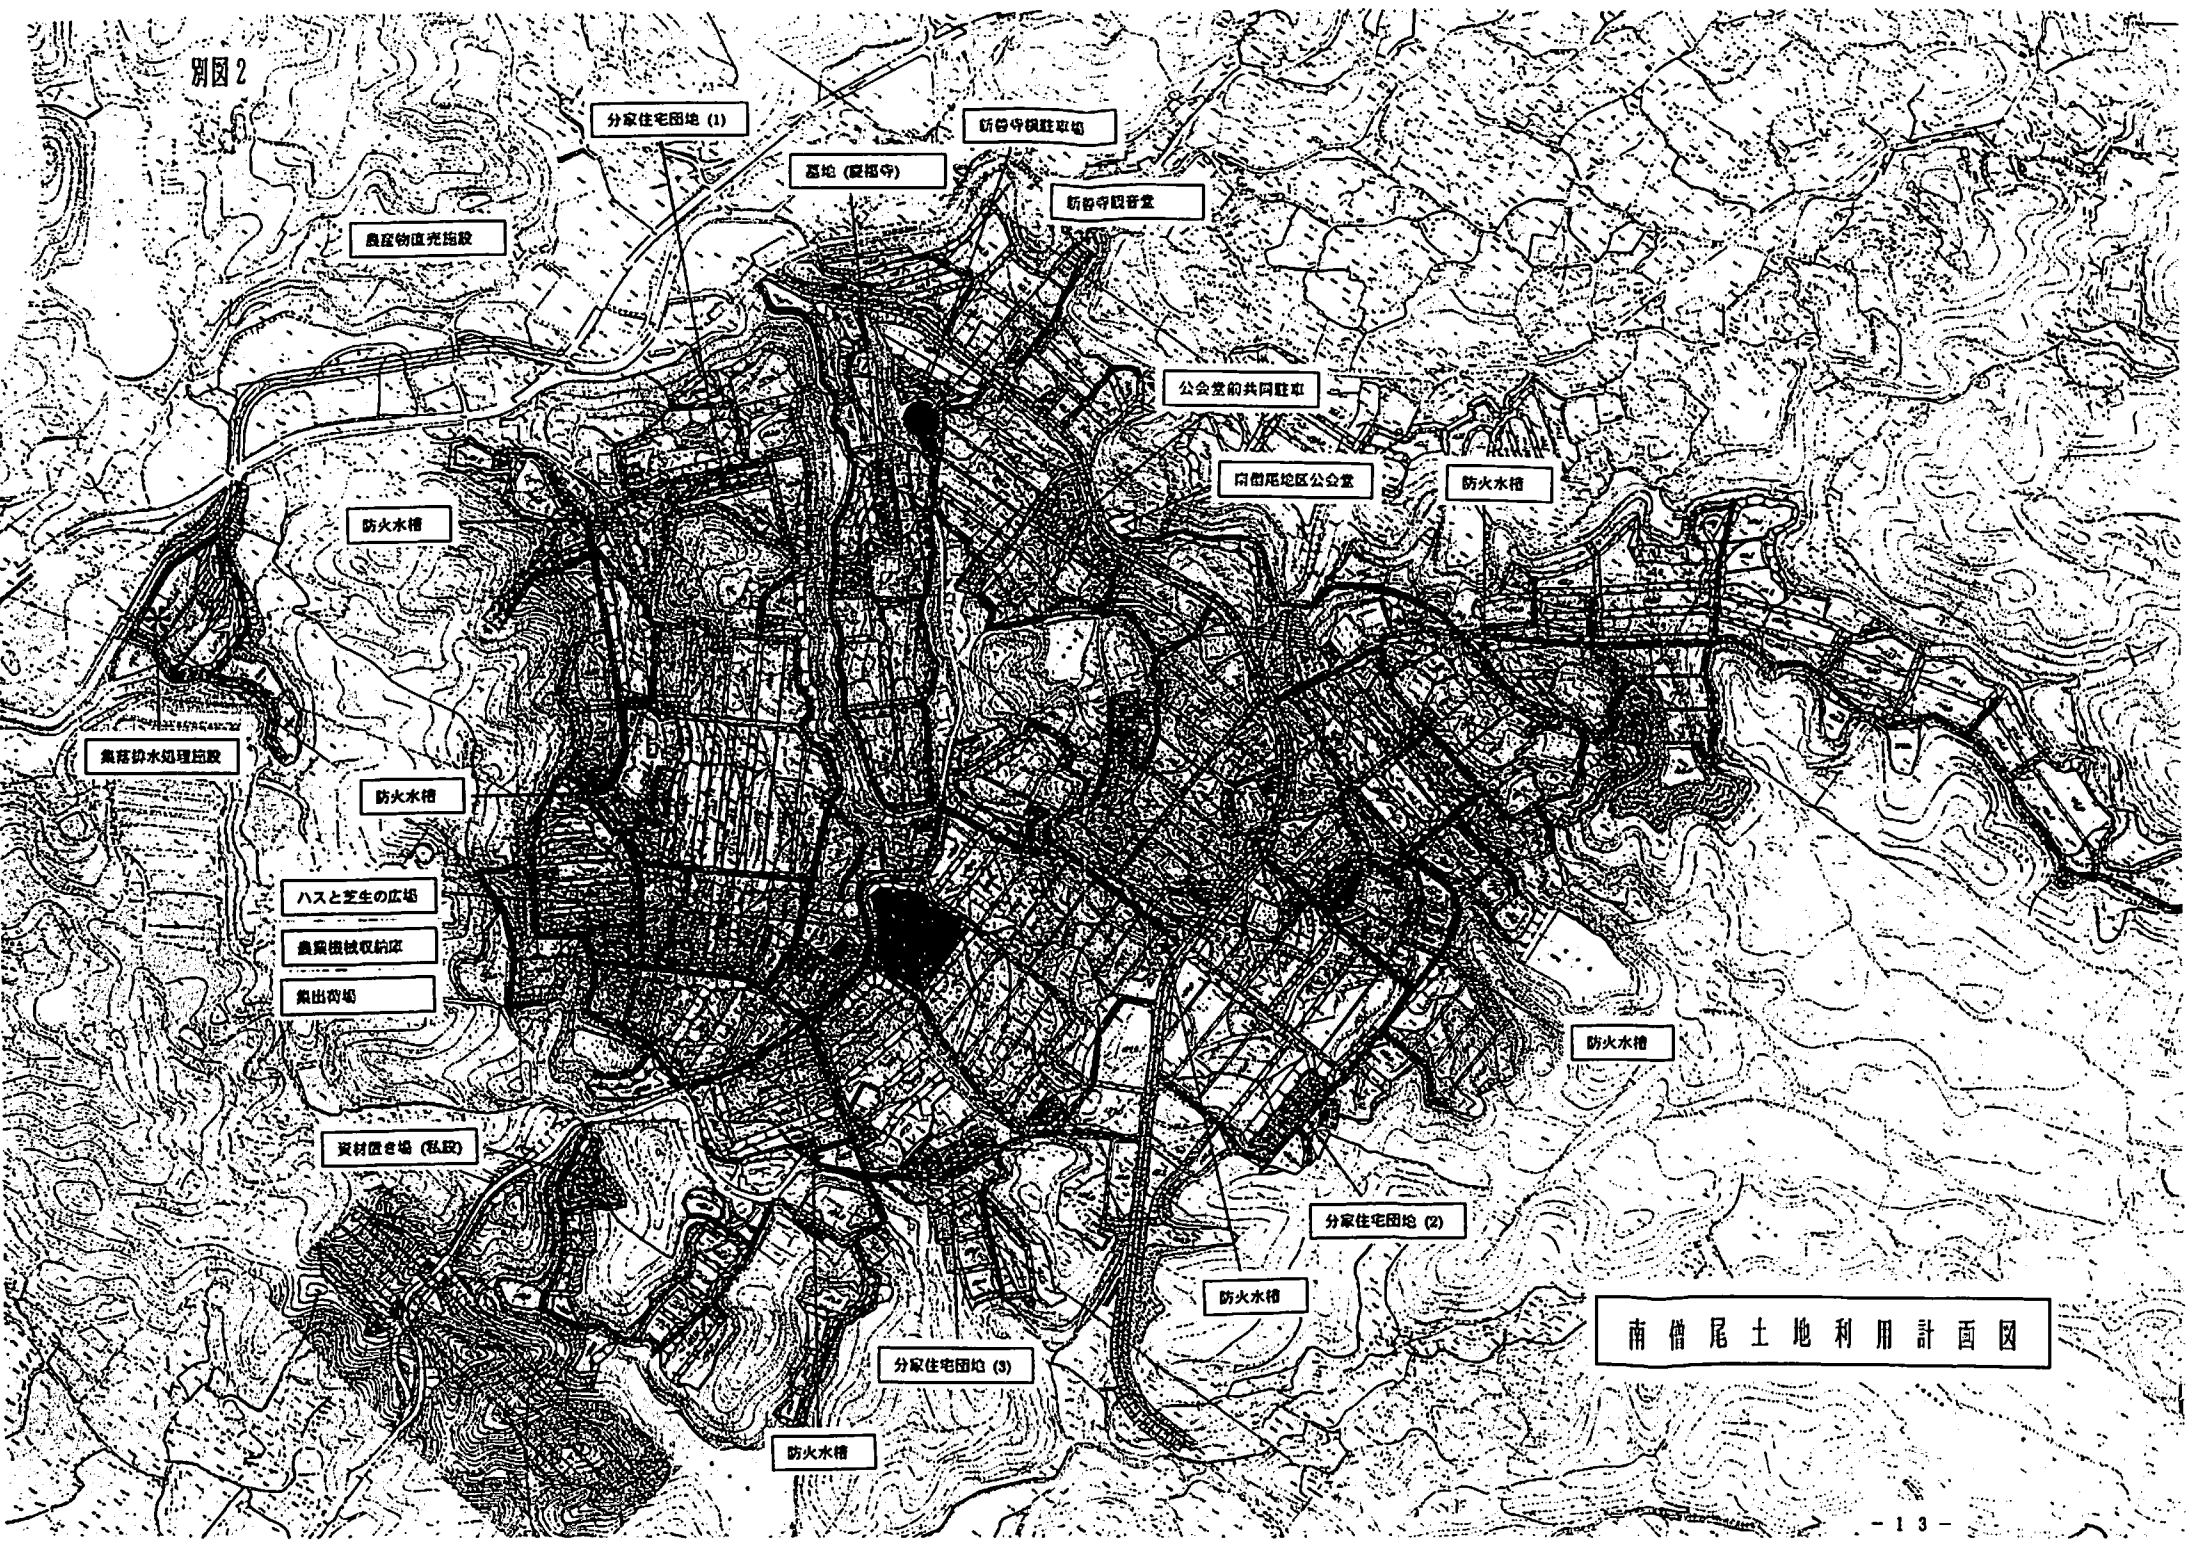 別図2
分家住宅団地 (1)
新善寺横駐車場
墓地 (慶福寺)
新善寺観音堂
農産物直売施設
公会堂前共同駐車
南僧尾地区公会堂
防火水槽
防火水槽
集落排水処理施設
防火水槽
ハスと芝生の広場
農業機械収納庫
集出荷場
防火水槽
資材置き場 (私設)
分家住宅団地 (2)
防火水槽
南僧尾土地利用計画図
分家住宅団地 (3)
防火水槽
- 1 3 -